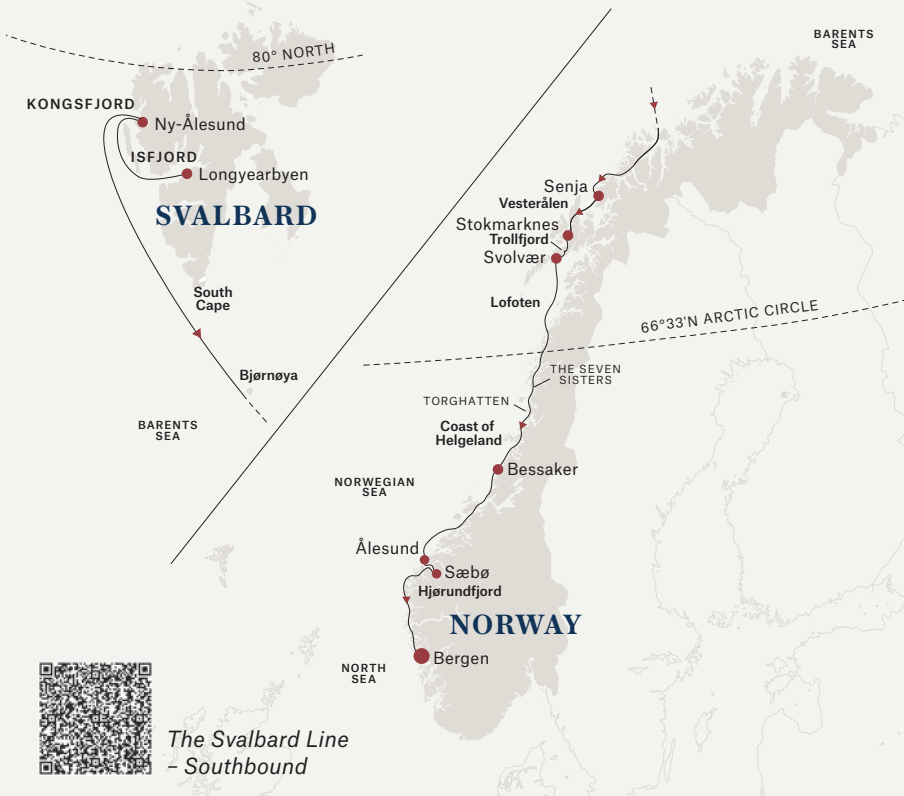 80° NORTH
BARENTS
SEA
KONGSFJORD
Ny-Ålesund
ISFJORD
Longyearbyen
SVALBARD
South
Cape
Bjørnøya
BARENTS
SEA
Senja
Vesterålen
Stokmarknes
Trollfjord
Svolvær
Lofoten
66°33'N ARCTIC CIRCLE
THE SEVEN
SISTERS
TORGHATTEN
Coast of
Helgeland
Bessaker
NORWEGIAN
SEA
Ålesund
Sæbø
Hjørundfjord
NORWAY
Bergen
NORTH
SEA
The Svalbard Line
– Southbound